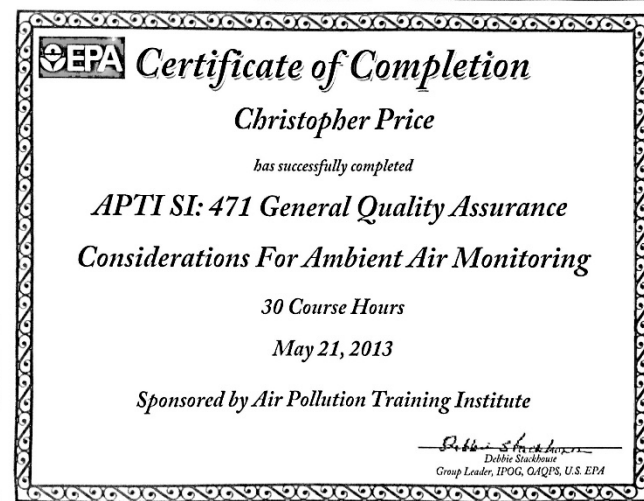 EPA Certificate of Completion
Christopher Price
has successfully completed
APTI SI: 471 General Quality Assurance
Considerations For Ambient Air Monitoring
30 Course Hours
May 21, 2013
Sponsored by Air Pollution Training Institute
Debbie Stackhouse
Debbie Stackhouse
Group Leader, IPOG, OAQPS, U.S. EPA